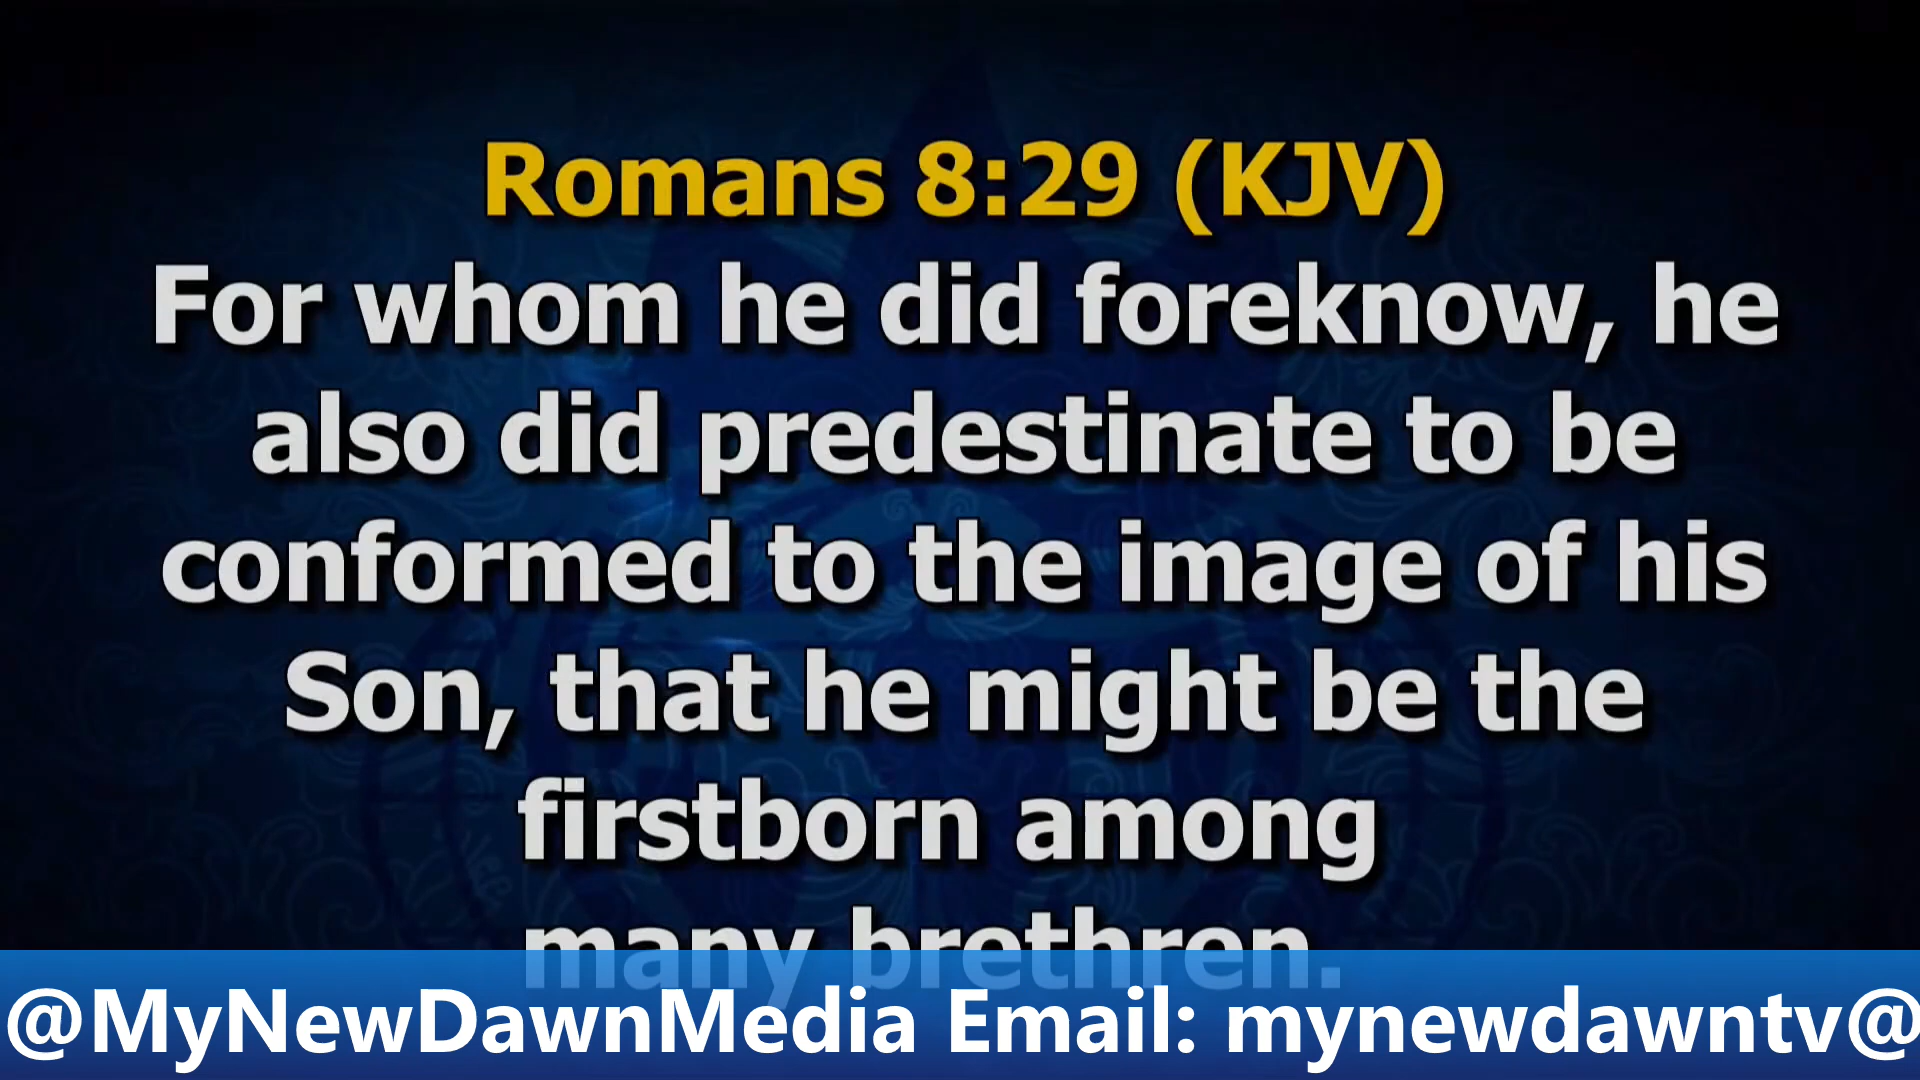 Romans 8:29 (KJV)
For whom he did foreknow, he
also did predestinate to be
conformed to the image of his
Son, that he might be the
firstborn among
many brethren.
@MyNewDawnMedia Email: mynewdawntv@